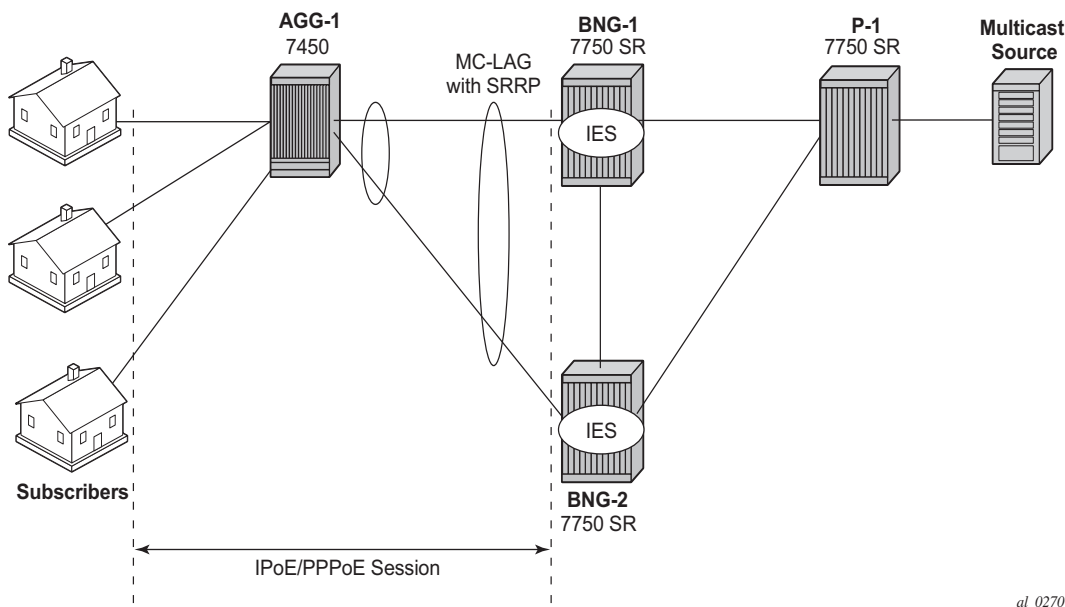 AGG-1
7450
BNG-1
7750 SR
P-1
7750 SR
Multicast
Source
MC-LAG
with SRRP
IES
IES
Subscribers
BNG-2
7750 SR
IPoE/PPPoE Session
al_0270